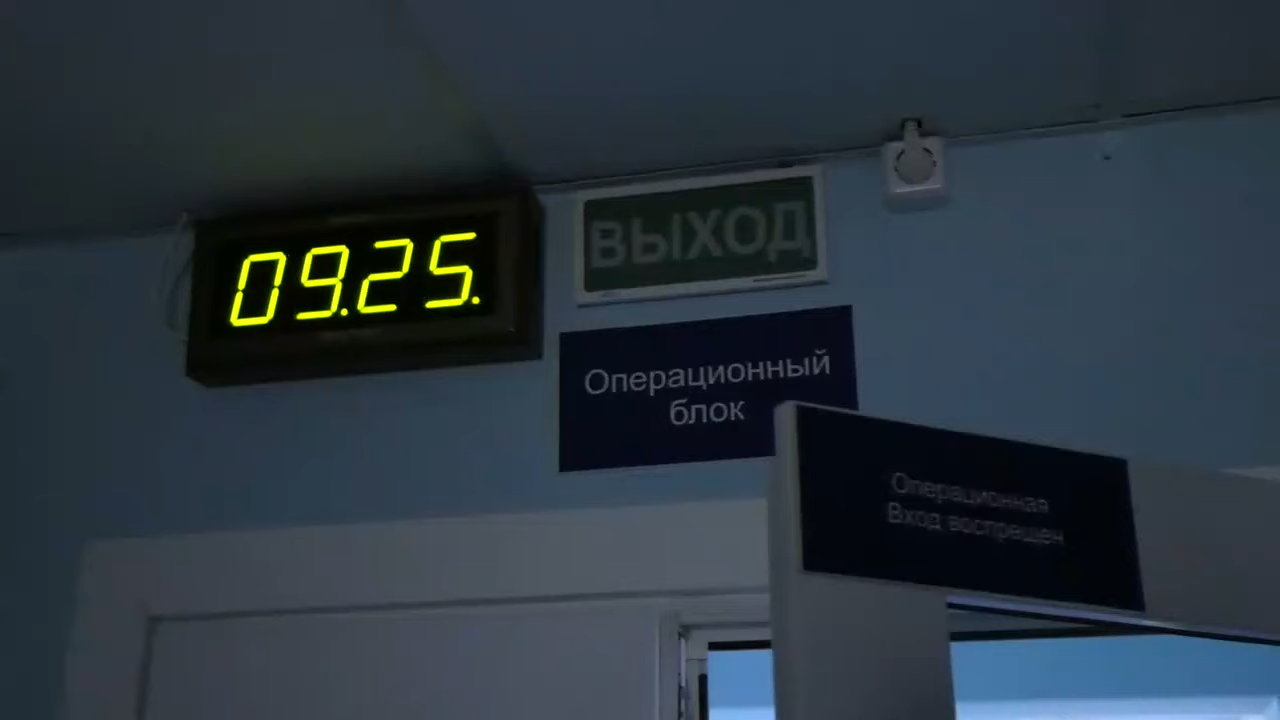 09.25.
ВЫХОД
Операционный
блок
Операционная
Вход воспрещен